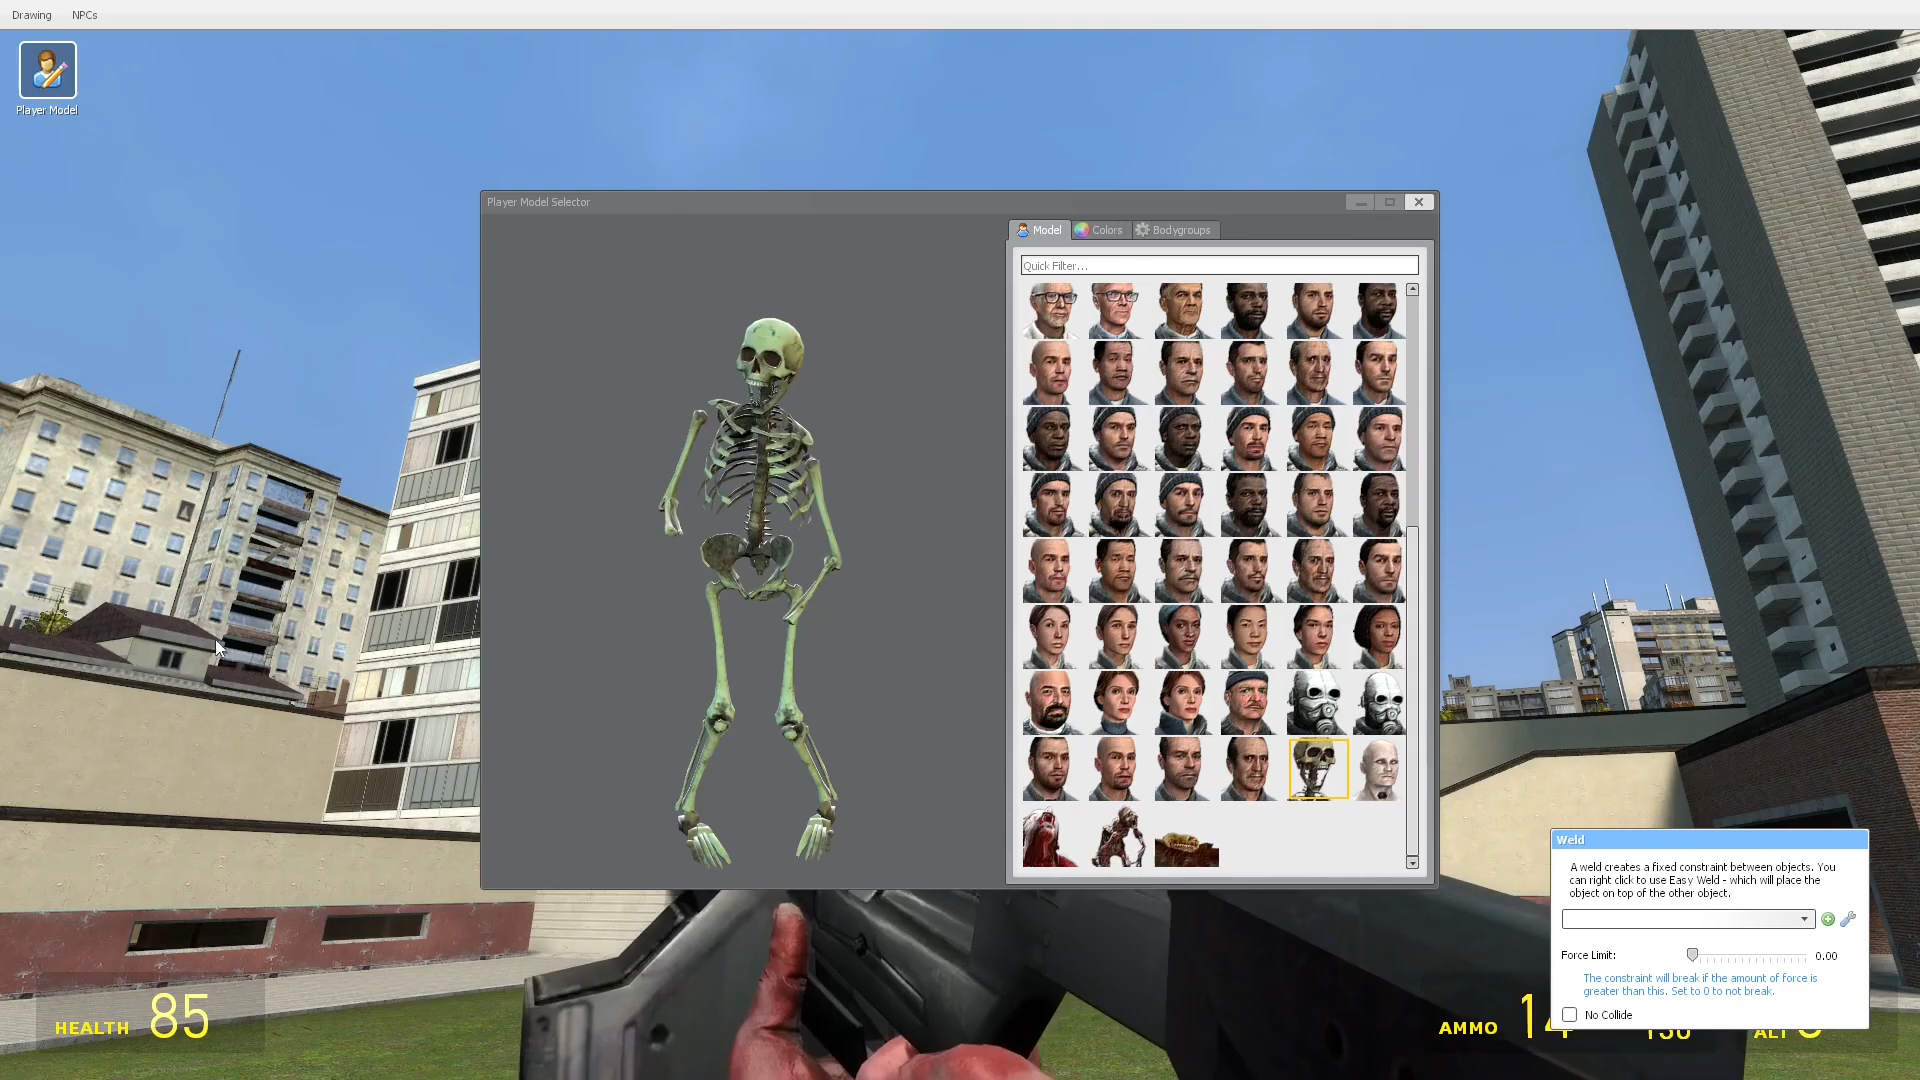 Drawing NPCs
Player Model
Player Model Selector
Model Colors Bodygroups
Quick Filter...
Weld
A weld creates a fixed constraint between objects. You
can right click to use Easy Weld - which will place the
object on top of the other object.
Force Limit: 0.00
The constraint will break if the amount of force is
greater than this. Set to 0 to not break.
No Collide
HEALTH 85
AMMO 14 ALT